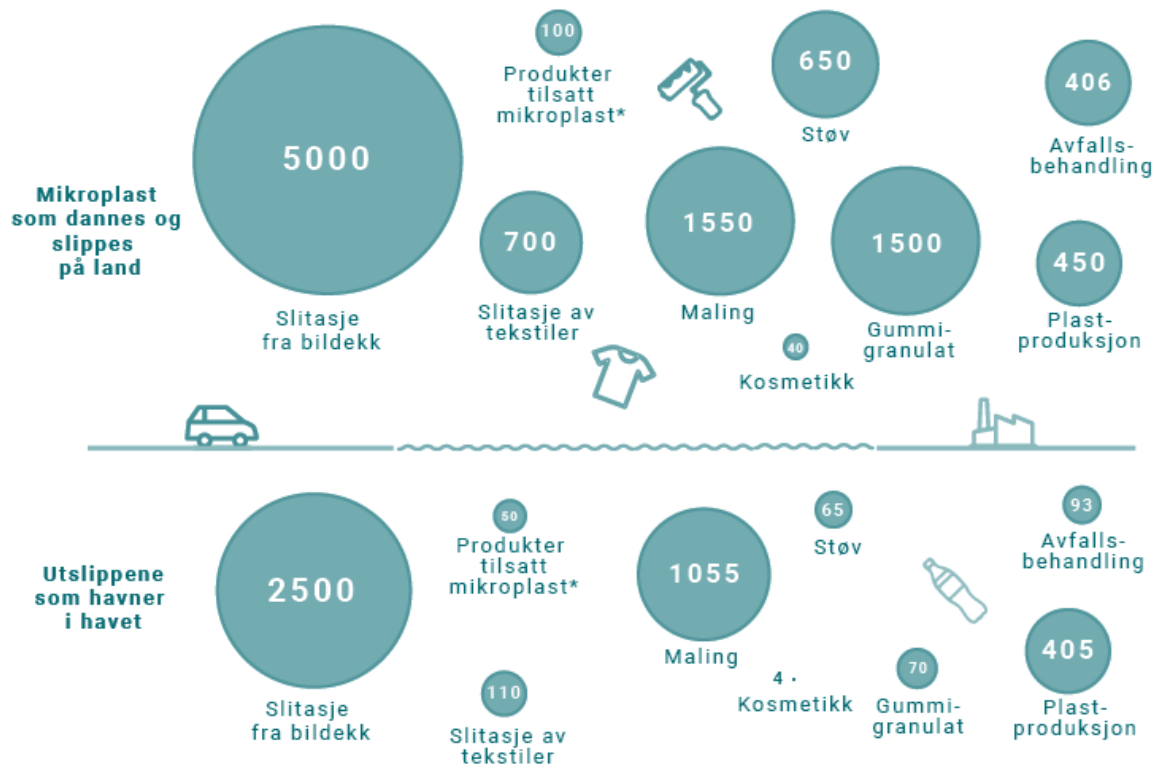 Mikroplast
som dannes og
slippes
på land
5000
Slitasje
fra bildekk
100
Produkter
tilsatt
mikroplast*
700
Slitasje av
tekstiler
1550
Maling
650
Støv
40
Kosmetikk
1500
Gummi-
granulat
406
Avfalls-
behandling
450
Plast-
produksjon
Utslippene
som havner
i havet
2500
Slitasje
fra bildekk
50
Produkter
tilsatt
mikroplast*
110
Slitasje av
tekstiler
1055
Maling
65
Støv
4
Kosmetikk
70
Gummi-
granulat
93
Avfalls-
behandling
405
Plast-
produksjon